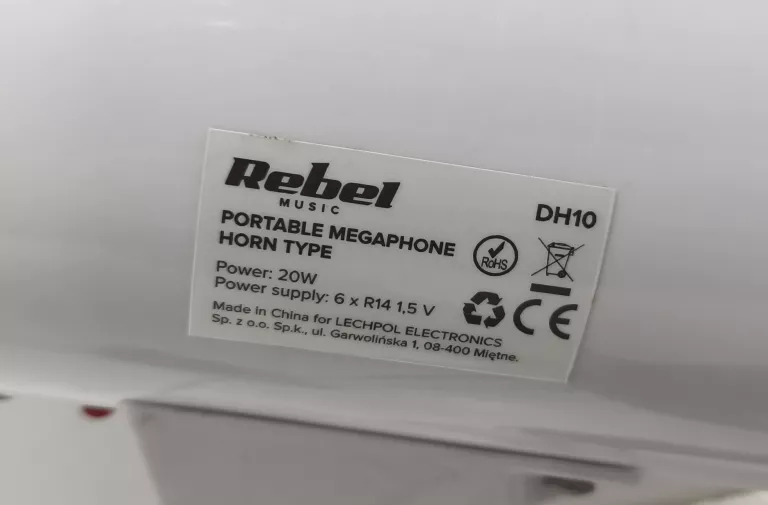 Rebel
MUSIC
DH10
PORTABLE MEGAPHONE
HORN TYPE
RoHS
Power: 20W
Power supply: 6 x R14 1,5 V
CE
Made in China for LECHPOL ELECTRONICS
Sp. z o.o. Sp.k., ul. Garwolińska 1, 08-400 Miętne.